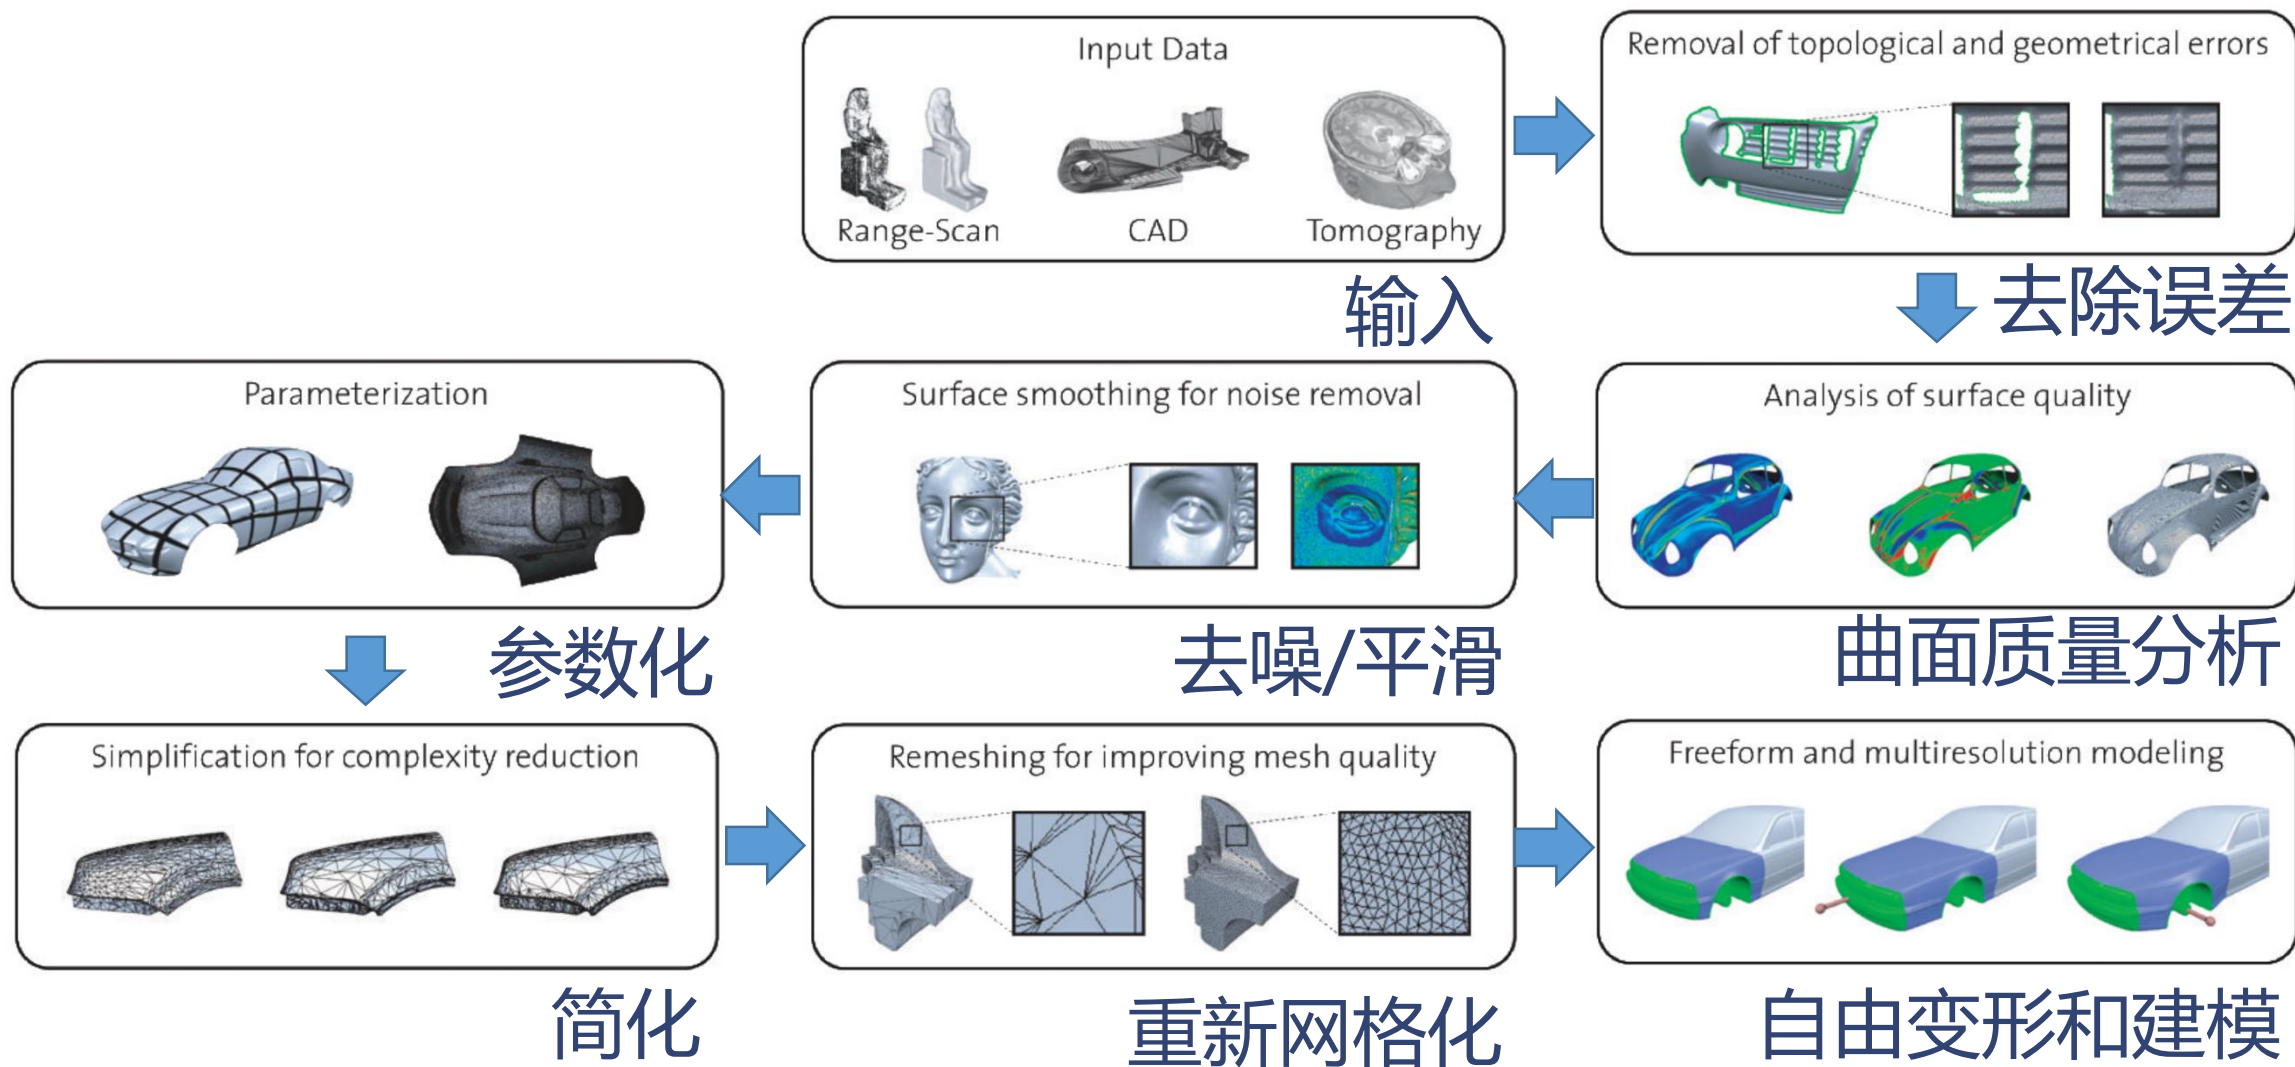 Input Data
Range-Scan
CAD
Tomography
输入
Removal of topological and geometrical errors
去除误差
Analysis of surface quality
曲面质量分析
Surface smoothing for noise removal
去噪/平滑
Parameterization
参数化
Simplification for complexity reduction
简化
Remeshing for improving mesh quality
重新网格化
Freeform and multiresolution modeling
自由变形和建模